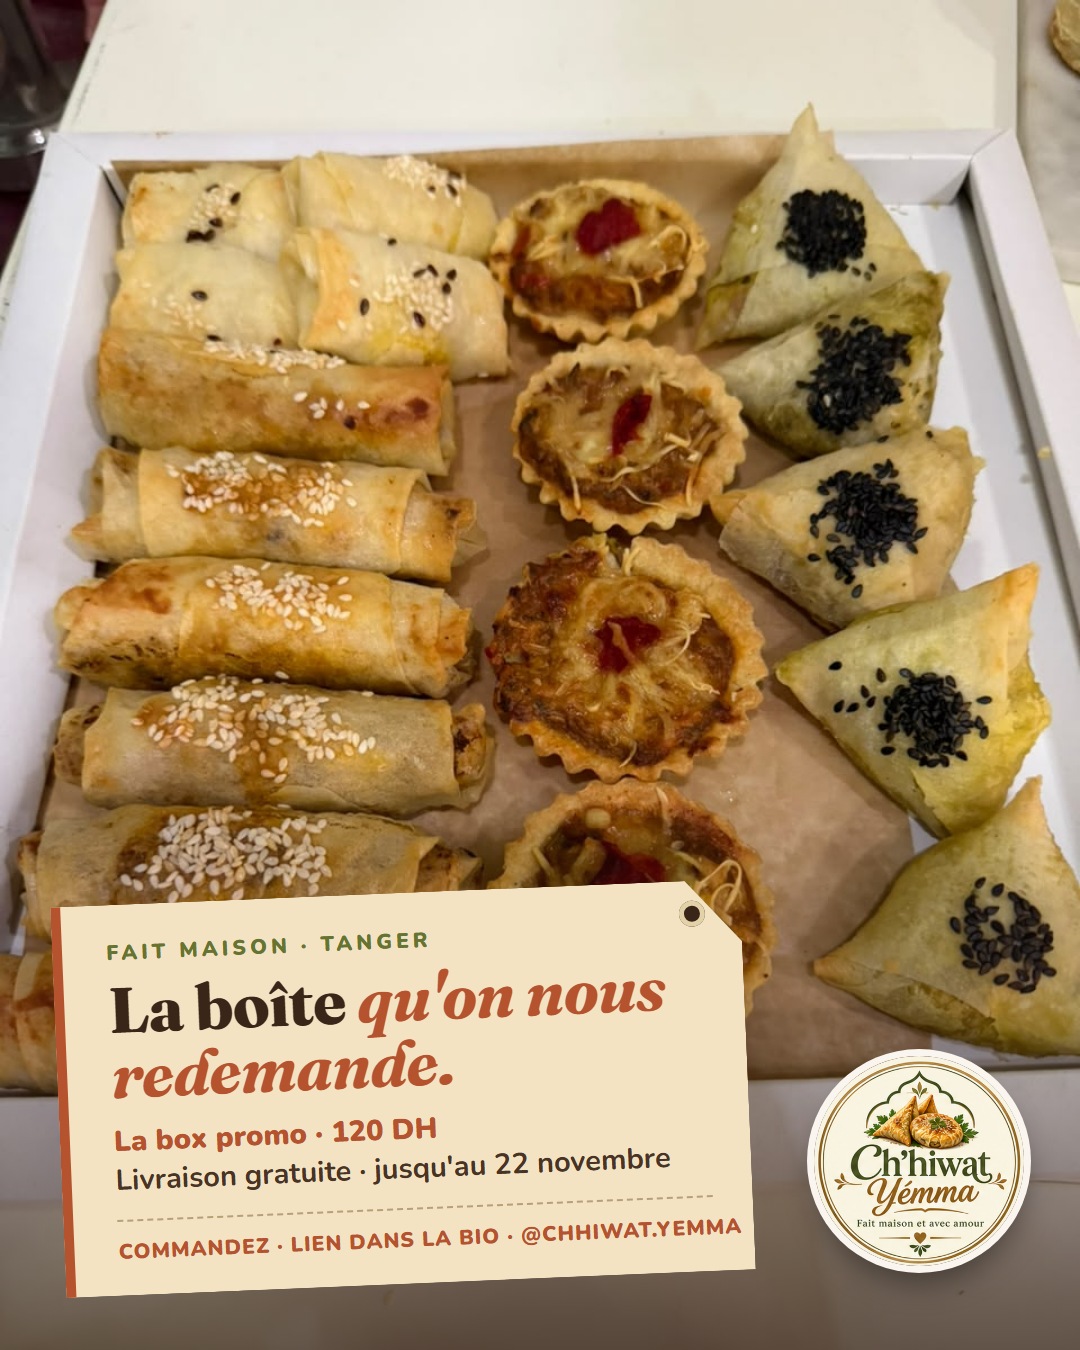 FAIT MAISON · TANGER
La boîte qu'on nous
redemande.
La box promo · 120 DH
Livraison gratuite · jusqu'au 22 novembre
COMMANDEZ · LIEN DANS LA BIO · @CHHIWAT.YEMMA
Ch'hiwat
Yémma
Fait maison et avec amour